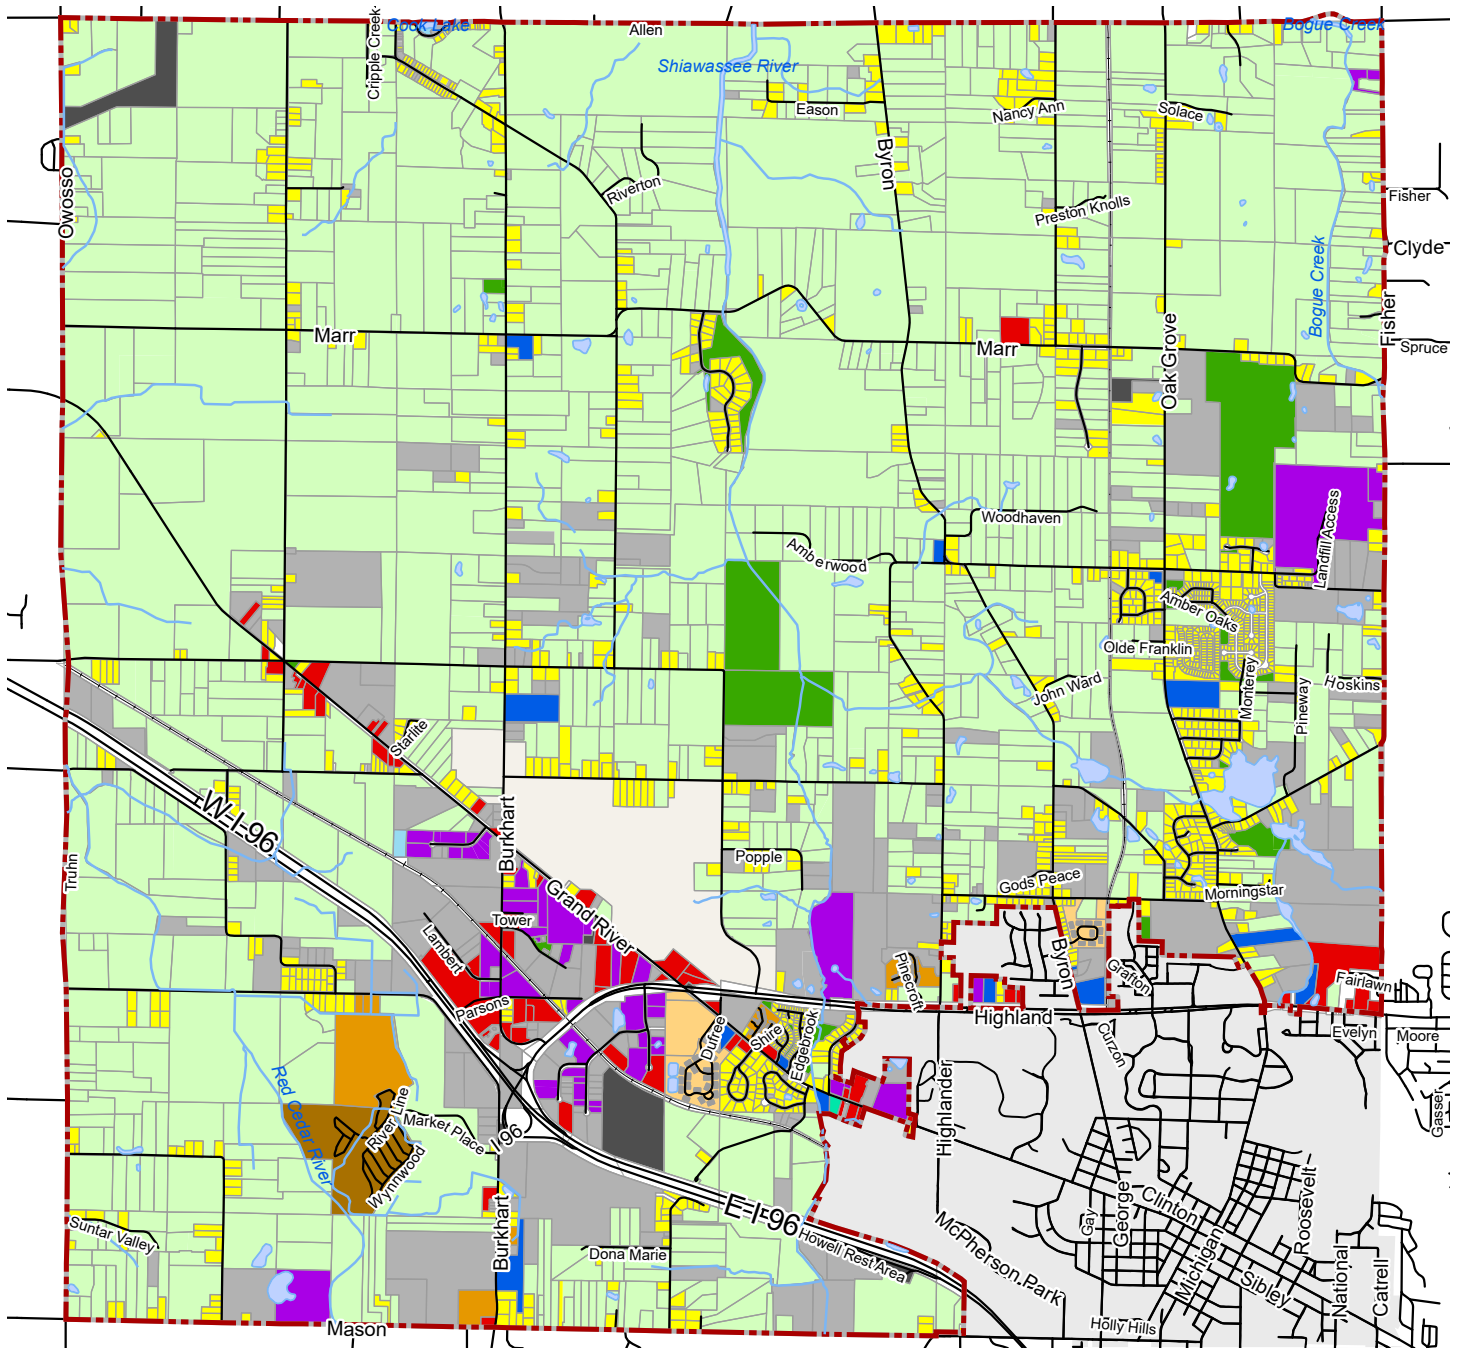 Cook Lake
Allen
Bogue Creek
Cripple Creek
Shiawassee River
Eason
Nancy Ann
Solace
Byron
Owosso
Riverton
Preston Knolls
Fisher
Clyde
Bogue Creek
Fisher
Marr
Marr
Spruce
Oak Grove
Woodhaven
Landfill Access
Amberwood
Amber Oaks
Olde Franklin
Monterey
Hoskins
John Ward
Pineway
Starlite
W I-96
Burkhart
Truhn
Popple
Gods Peace
Morningstar
Grand River
Tower
Lambert
Byron
Pinecroft
Grafton
Fairlawn
Parsons
Highland
Dufree
Shire
Edgebrook
Curzon
Evelyn
Moore
Highlander
Gasser
Red Cedar River
River Line
Market Place
I 96
Wynnwood
Burkhart
E I-96
Howell Rest Area
McPherson Park
Gay
George
Clinton
Michigan
Sibley
Roosevelt
National
Cattrell
Suntar Valley
Dona Marie
Mason
Holly Hills